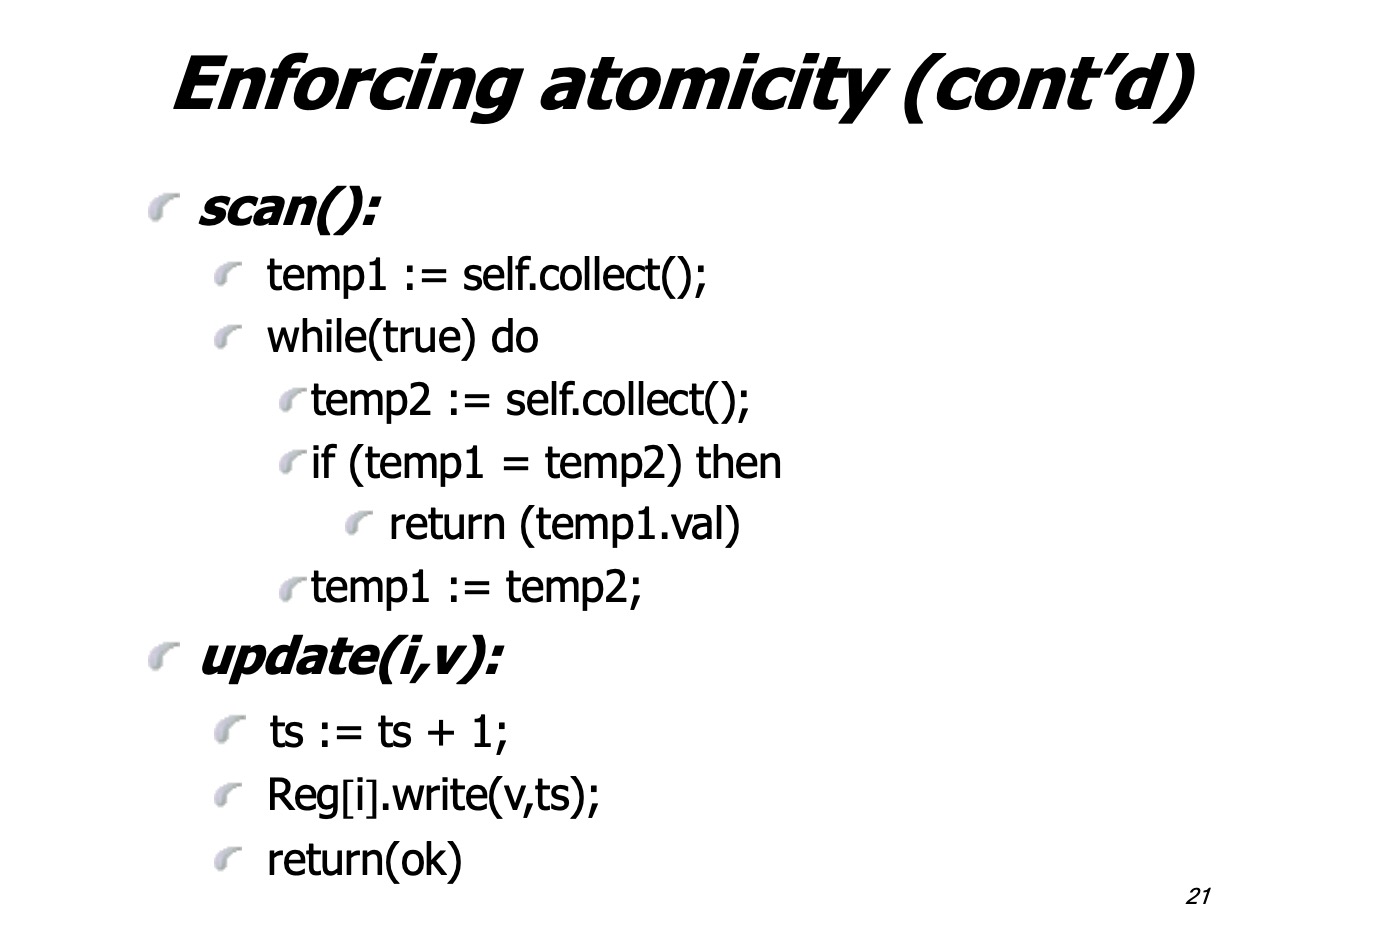 Enforcing atomicity (cont’d)
scan():
temp1 := self.collect();
while(true) do
temp2 := self.collect();
if (temp1 = temp2) then
return (temp1.val)
temp1 := temp2;
update(i,v):
ts := ts + 1;
Reg[i].write(v,ts);
return(ok)
21